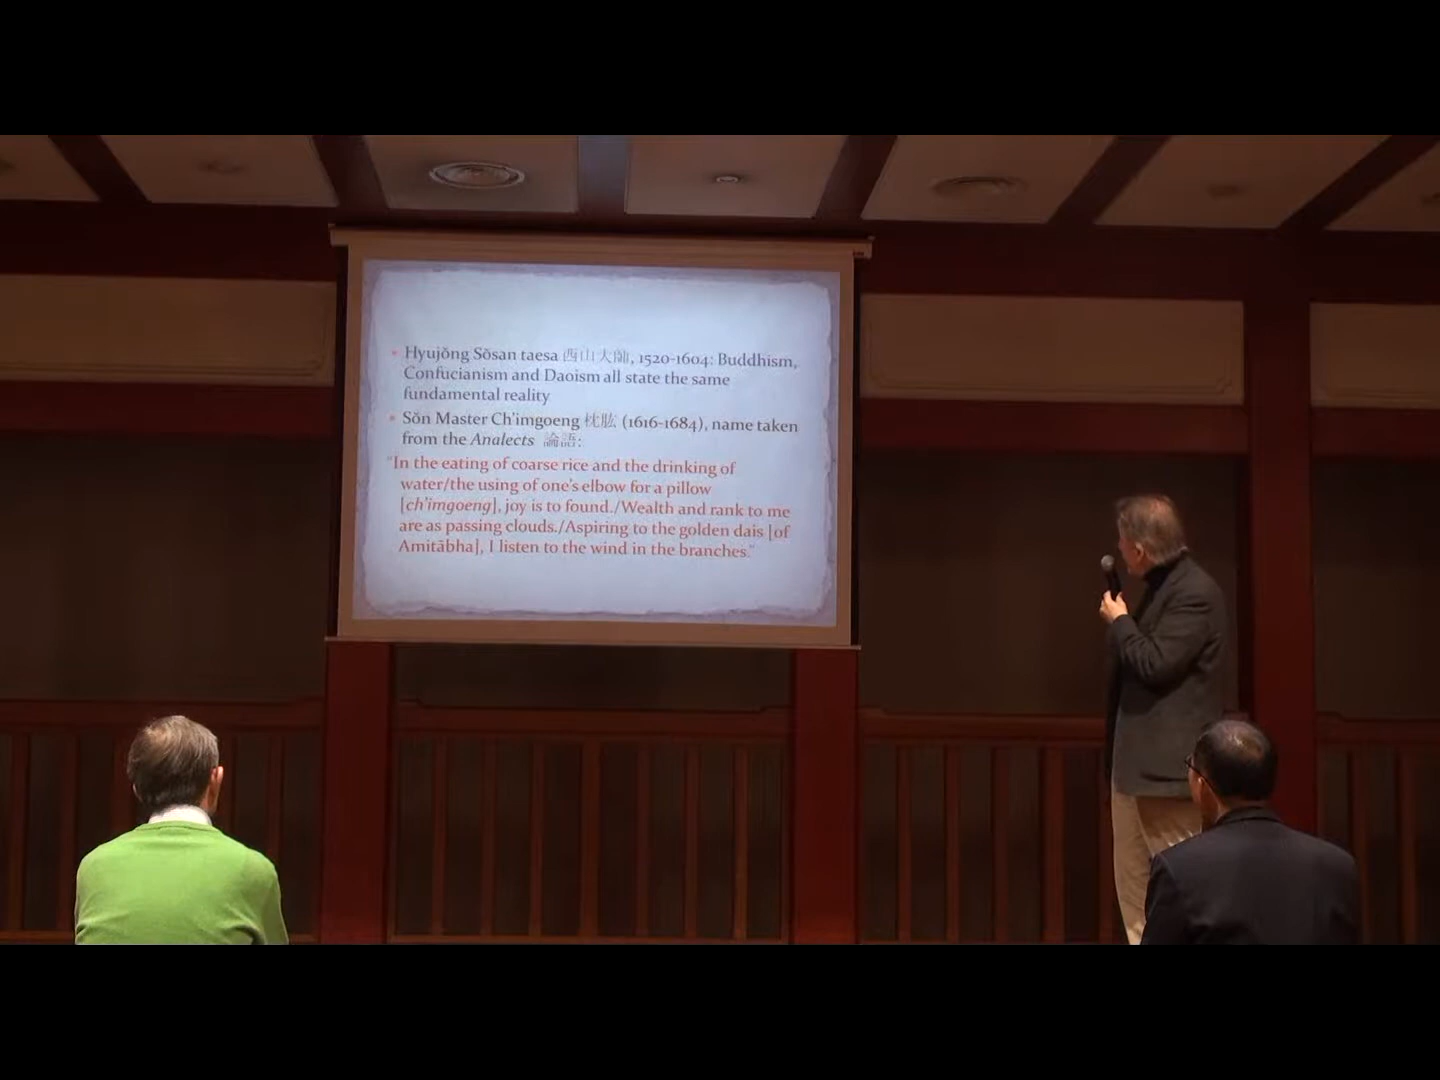 • Hyujŏng Sŏsan taesa 西山大師, 1520-1604: Buddhism,
Confucianism and Daoism all state the same
fundamental reality
• Sŏn Master Ch'imgoeng 枕肱 (1616-1684), name taken
from the Analects 論語:
"In the eating of coarse rice and the drinking of
water/the using of one's elbow for a pillow
[ch'imgoeng], joy is to found./Wealth and rank to me
are as passing clouds./Aspiring to the golden dais [of
Amitābha], I listen to the wind in the branches."